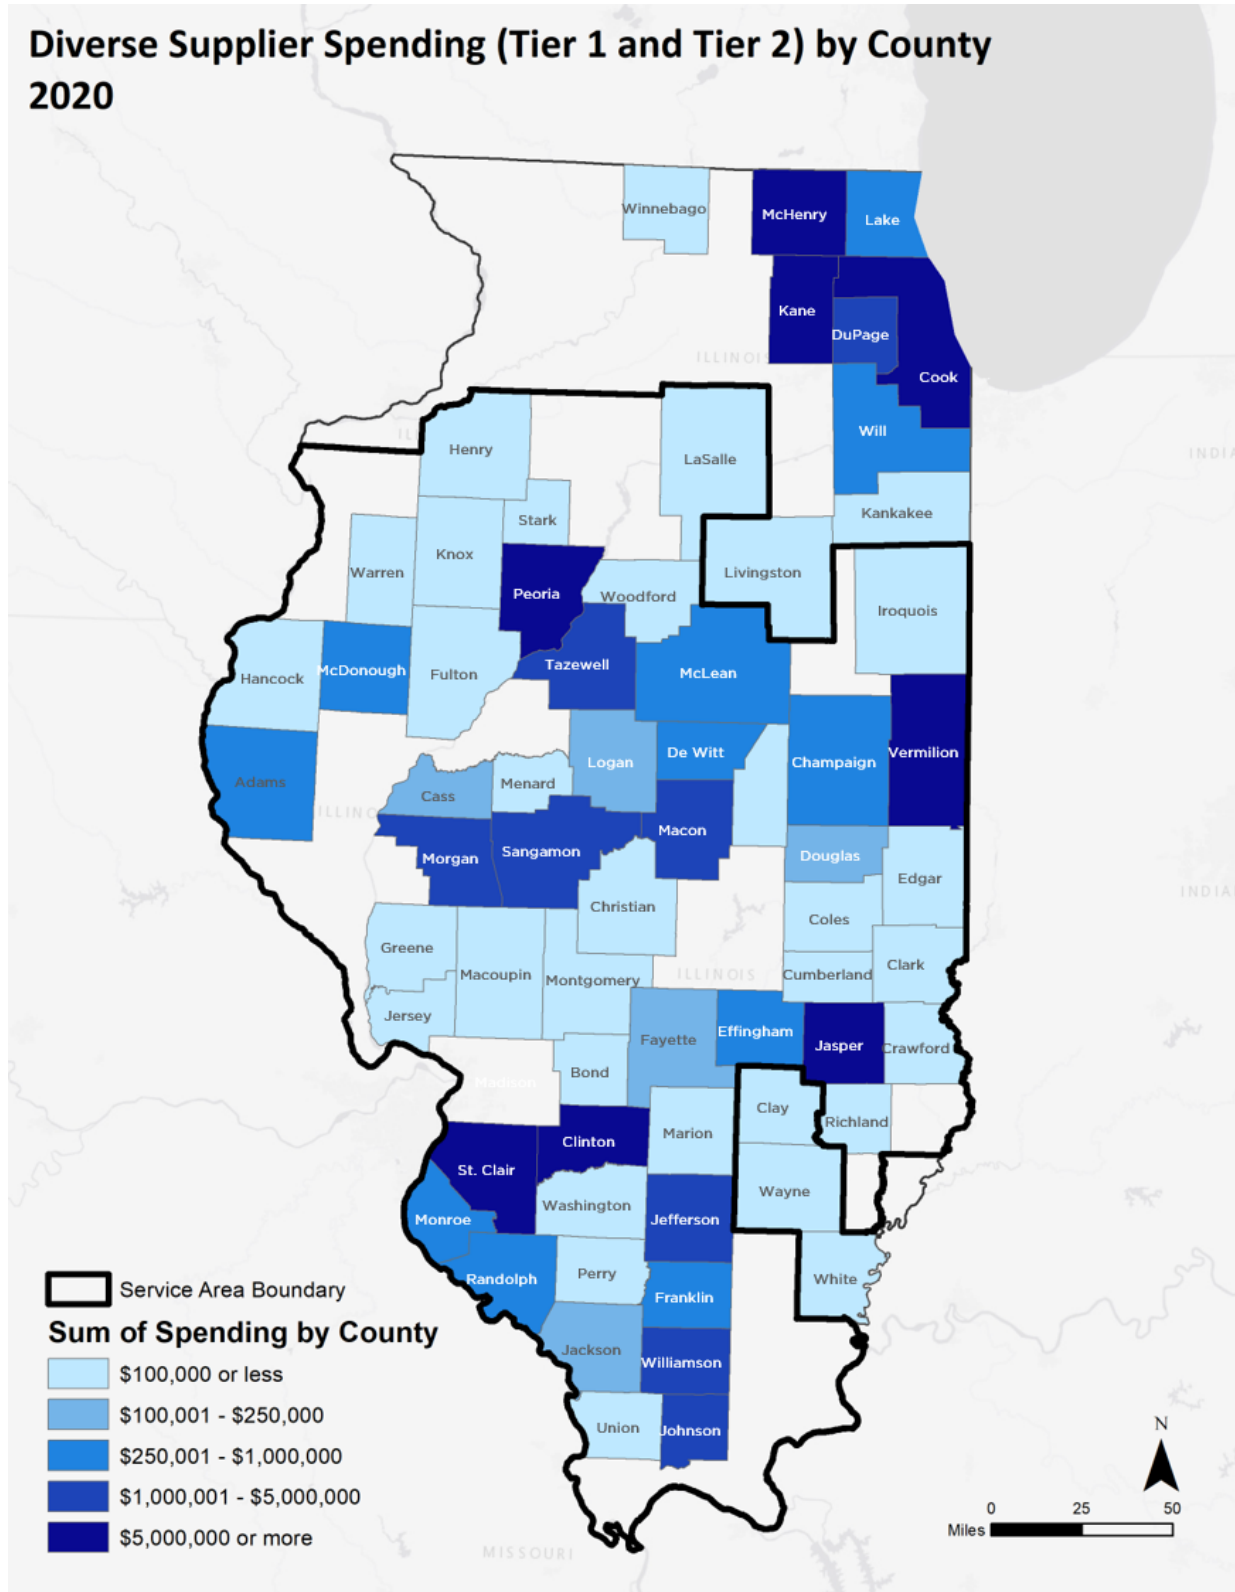 Diverse Supplier Spending (Tier 1 and Tier 2) by County
2020
Winnebago
McHenry
Lake
Kane
DuPage
ILLINOIS
Cook
Will
Henry
LaSalle
INDIA
Kankakee
Stark
Knox
Warren
Livingston
Peoria
Woodford
Iroquois
Tazewell
McDonough
Fulton
McLean
Hancock
De Witt
Vermilion
Logan
Champaign
Adams
Menard
Cass
ILLINO
Macon
Sangamon
Morgan
Douglas
Edgar
INDIA
Christian
Coles
Greene
Clark
Macoupin
ILLINOIS
Cumberland
Montgomery
Jersey
Effingham
Fayette
Jasper
Crawford
Bond
Madison
Clay
Richland
Marion
Clinton
St. Clair
Wayne
Washington
Monroe
Jefferson
Perry
Randolph
White
Franklin
Jackson
Williamson
Union
Johnson
Service Area Boundary
Sum of Spending by County
$100,000 or less
$100,001 - $250,000
$250,001 - $1,000,000
$1,000,001 - $5,000,000
$5,000,000 or more
N
0 25 50
Miles
MISSOURI